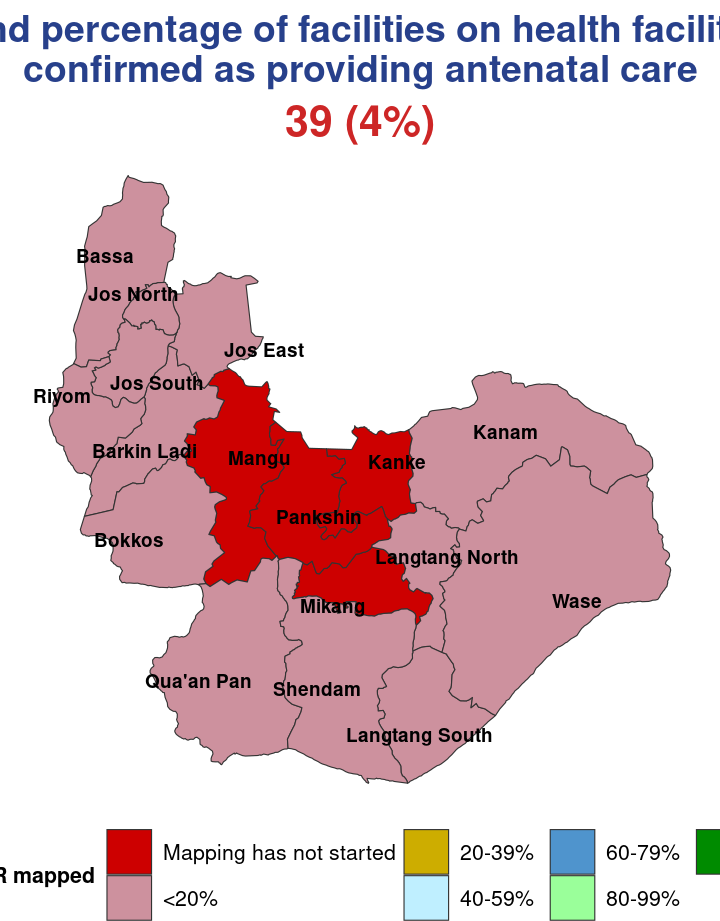 percentage of facilities on health
confirmed as providing antenatal care
39 (4%)
Bassa
Jos North
Jos East
Riyom
Jos South
Kanam
Barkin Ladi
Mangu
Kanke
Pankshin
Bokkos
Langtang North
Wase
Mikang
Qua'an Pan
Shendam
Langtang South
mapped
Mapping has not started
<20%
20-39%
40-59%
60-79%
80-99%